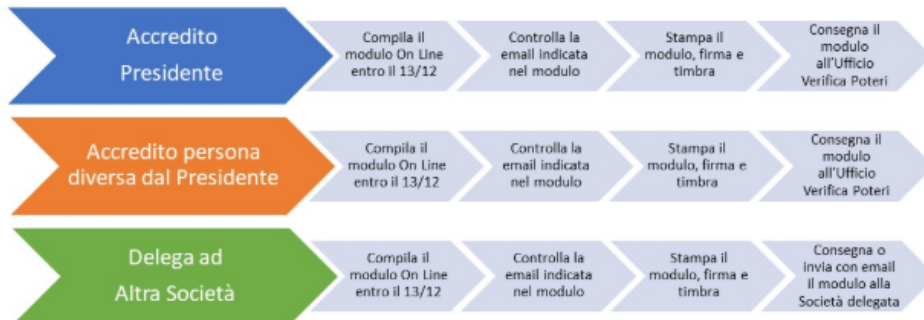 Accredito
Presidente
Compila il
modulo On Line
entro il 13/12
Controlla la
email indicata
nel modulo
Stampa il
modulo, firma e
timbra
Consegna il
modulo
all'Ufficio
Verifica Poteri
Accredito persona
diversa dal Presidente
Compila il
modulo On Line
entro il 13/12
Controlla la
email indicata
nel modulo
Stampa il
modulo, firma e
timbra
Consegna il
modulo
all'Ufficio
Verifica Poteri
Delega ad
Altra Società
Compila il
modulo On Line
entro il 13/12
Controlla la
email indicata
nel modulo
Stampa il
modulo, firma e
timbra
Consegna o
invia con email
il modulo alla
Società delegata